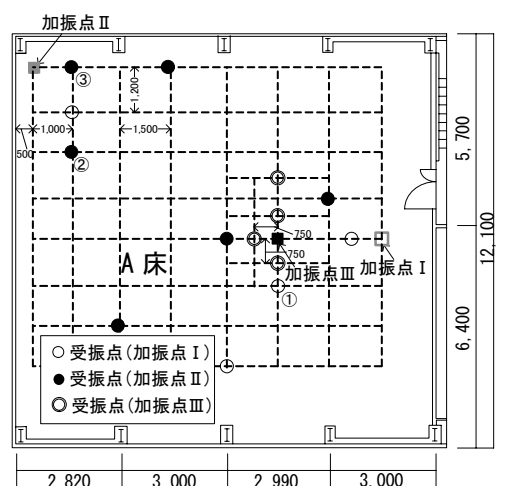 加振点Ⅱ
③
1,200
500
1,000
1,500
②
5,700
12,100
750
750
A 床
加振点Ⅲ
加振点Ⅰ
①
6,400
○ 受振点(加振点Ⅰ)
● 受振点(加振点Ⅱ)
◎ 受振点(加振点Ⅲ)
2,820
3,000
2,990
3,000